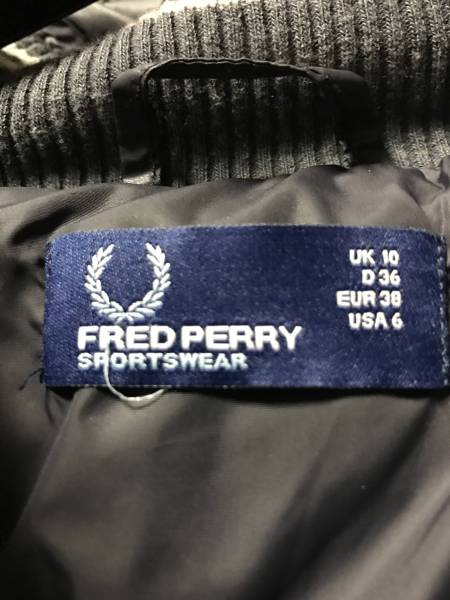 FRED PERRY
SPORTSWEAR
UK 10
D 36
EUR 38
USA 6